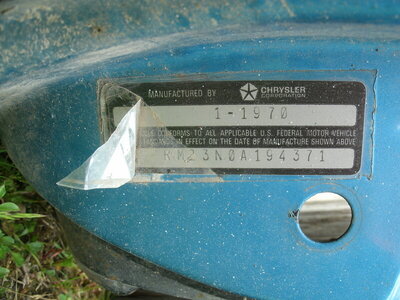 MANUFACTURED BY CHRYSLER CORPORATION
1-1970
CONFORMS TO ALL APPLICABLE U.S. FEDERAL MOTOR VEHICLE
STANDARDS IN EFFECT ON THE DATE OF MANUFACTURE SHOWN ABOVE
RM23N0A194371